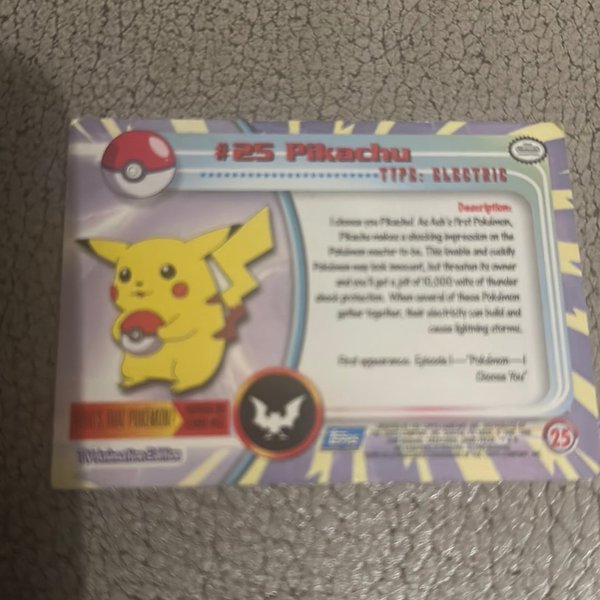 #25 Pikachu
TYPE: ELECTRIC
Description:
I choose you Pikachu! As Ash's first Pokémon,
Pikachu makes a shocking impression on the
Pokémon master to be. This lovable and cuddly
Pokémon may look innocent, but threaten its owner
and you'll get a jolt of 10,000 volts of thunder
shock protection. When several of these Pokémon
gather together, their electricity can build and
cause lightning storms.
First appearance: Episode 1—"Pokémon—I
Choose You"
WHO'S THAT POKÉMON?
TV Animation Edition
Topps
25